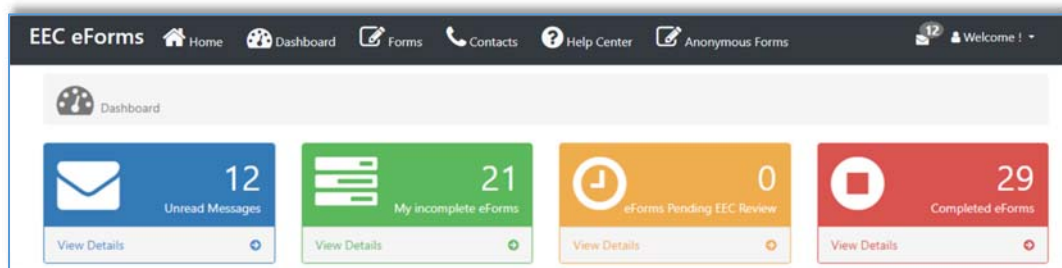 EEC eForms Home Dashboard Forms Contacts Help Center Anonymous Forms 12 Welcome !
Dashboard
12
Unread Messages
View Details
21
My incomplete eForms
View Details
0
eForms Pending EEC Review
View Details
29
Completed eForms
View Details